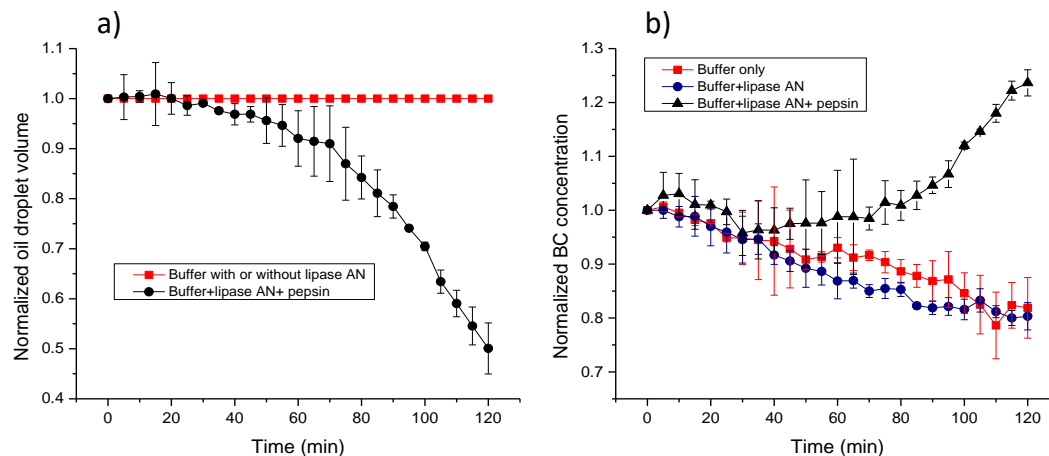 a)
Normalized oil droplet volume
1.1
1.0
0.9
0.8
0.7
0.6
0.5
0.4
Buffer with or without lipase AN
Buffer+lipase AN+ pepsin
0 20 40 60 80 100 120
Time (min)
b)
Normalized BC concentration
1.3
1.2
1.1
1.0
0.9
0.8
0.7
Buffer only
Buffer+lipase AN
Buffer+lipase AN+ pepsin
0 20 40 60 80 100 120
Time (min)